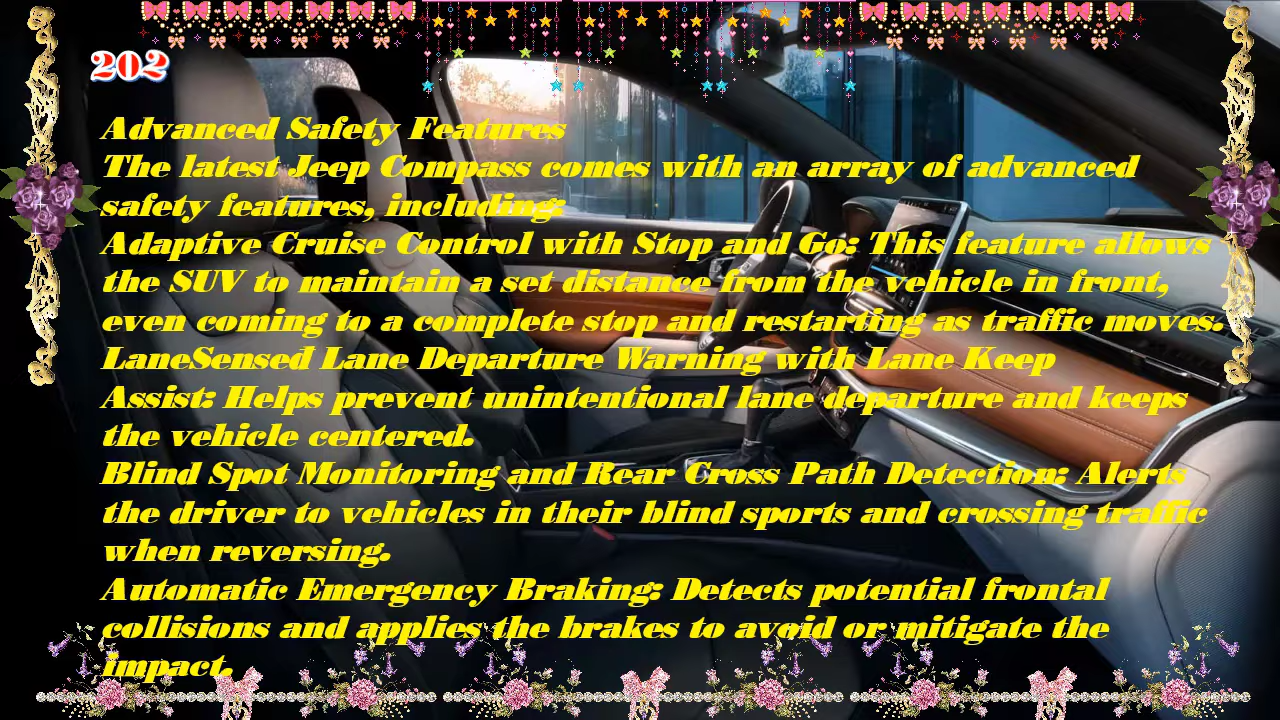 202
Advanced Safety Features
The latest Jeep Compass comes with an array of advanced
safety features, including:
Adaptive Cruise Control with Stop and Go: This feature allows
the SUV to maintain a set distance from the vehicle in front,
even coming to a complete stop and restarting as traffic moves.
LaneSensed Lane Departure Warning with Lane Keep
Assist: Helps prevent unintentional lane departure and keeps
the vehicle centered.
Blind Spot Monitoring and Rear Cross Path Detection: Alerts
the driver to vehicles in their blind sports and crossing traffic
when reversing.
Automatic Emergency Braking: Detects potential frontal
collisions and applies the brakes to avoid or mitigate the
impact.